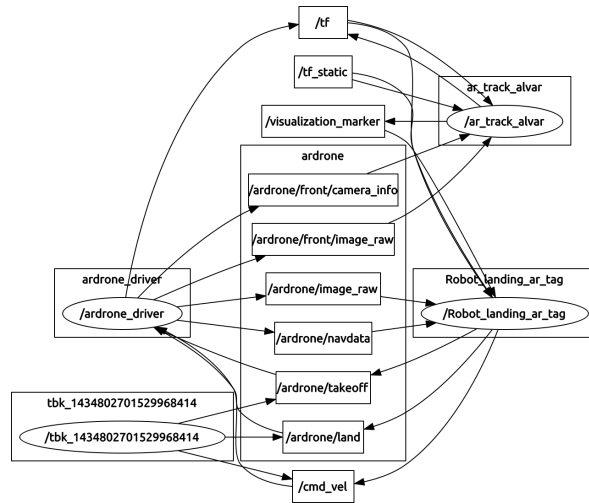 /tf
/tf_static
ar_track_alvar
/visualization_marker
/ar_track_alvar
ardrone
/ardrone/front/camera_info
/ardrone/front/image_raw
ardrone_driver
Robot_landing_ar_tag
/ardrone/image_raw
/ardrone_driver
/Robot_landing_ar_tag
/ardrone/navdata
/ardrone/takeoff
tbk_1434802701529968414
/tbk_1434802701529968414
/ardrone/land
/cmd_vel